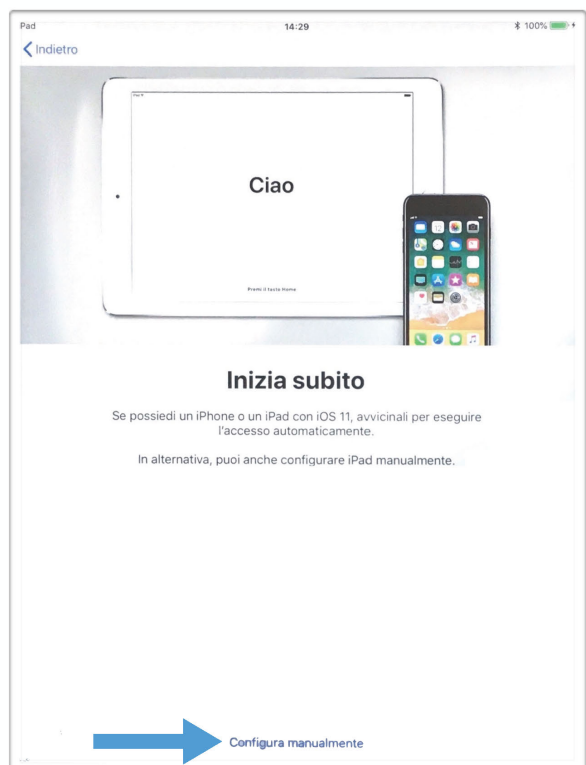 Pad 14:29 100%
Indietro
Ciao
Premi il tasto Home
Inizia subito
Se possiedi un iPhone o un iPad con iOS 11, avvicinali per eseguire
l'accesso automaticamente.
In alternativa, puoi anche configurare iPad manualmente.
Configura manualmente